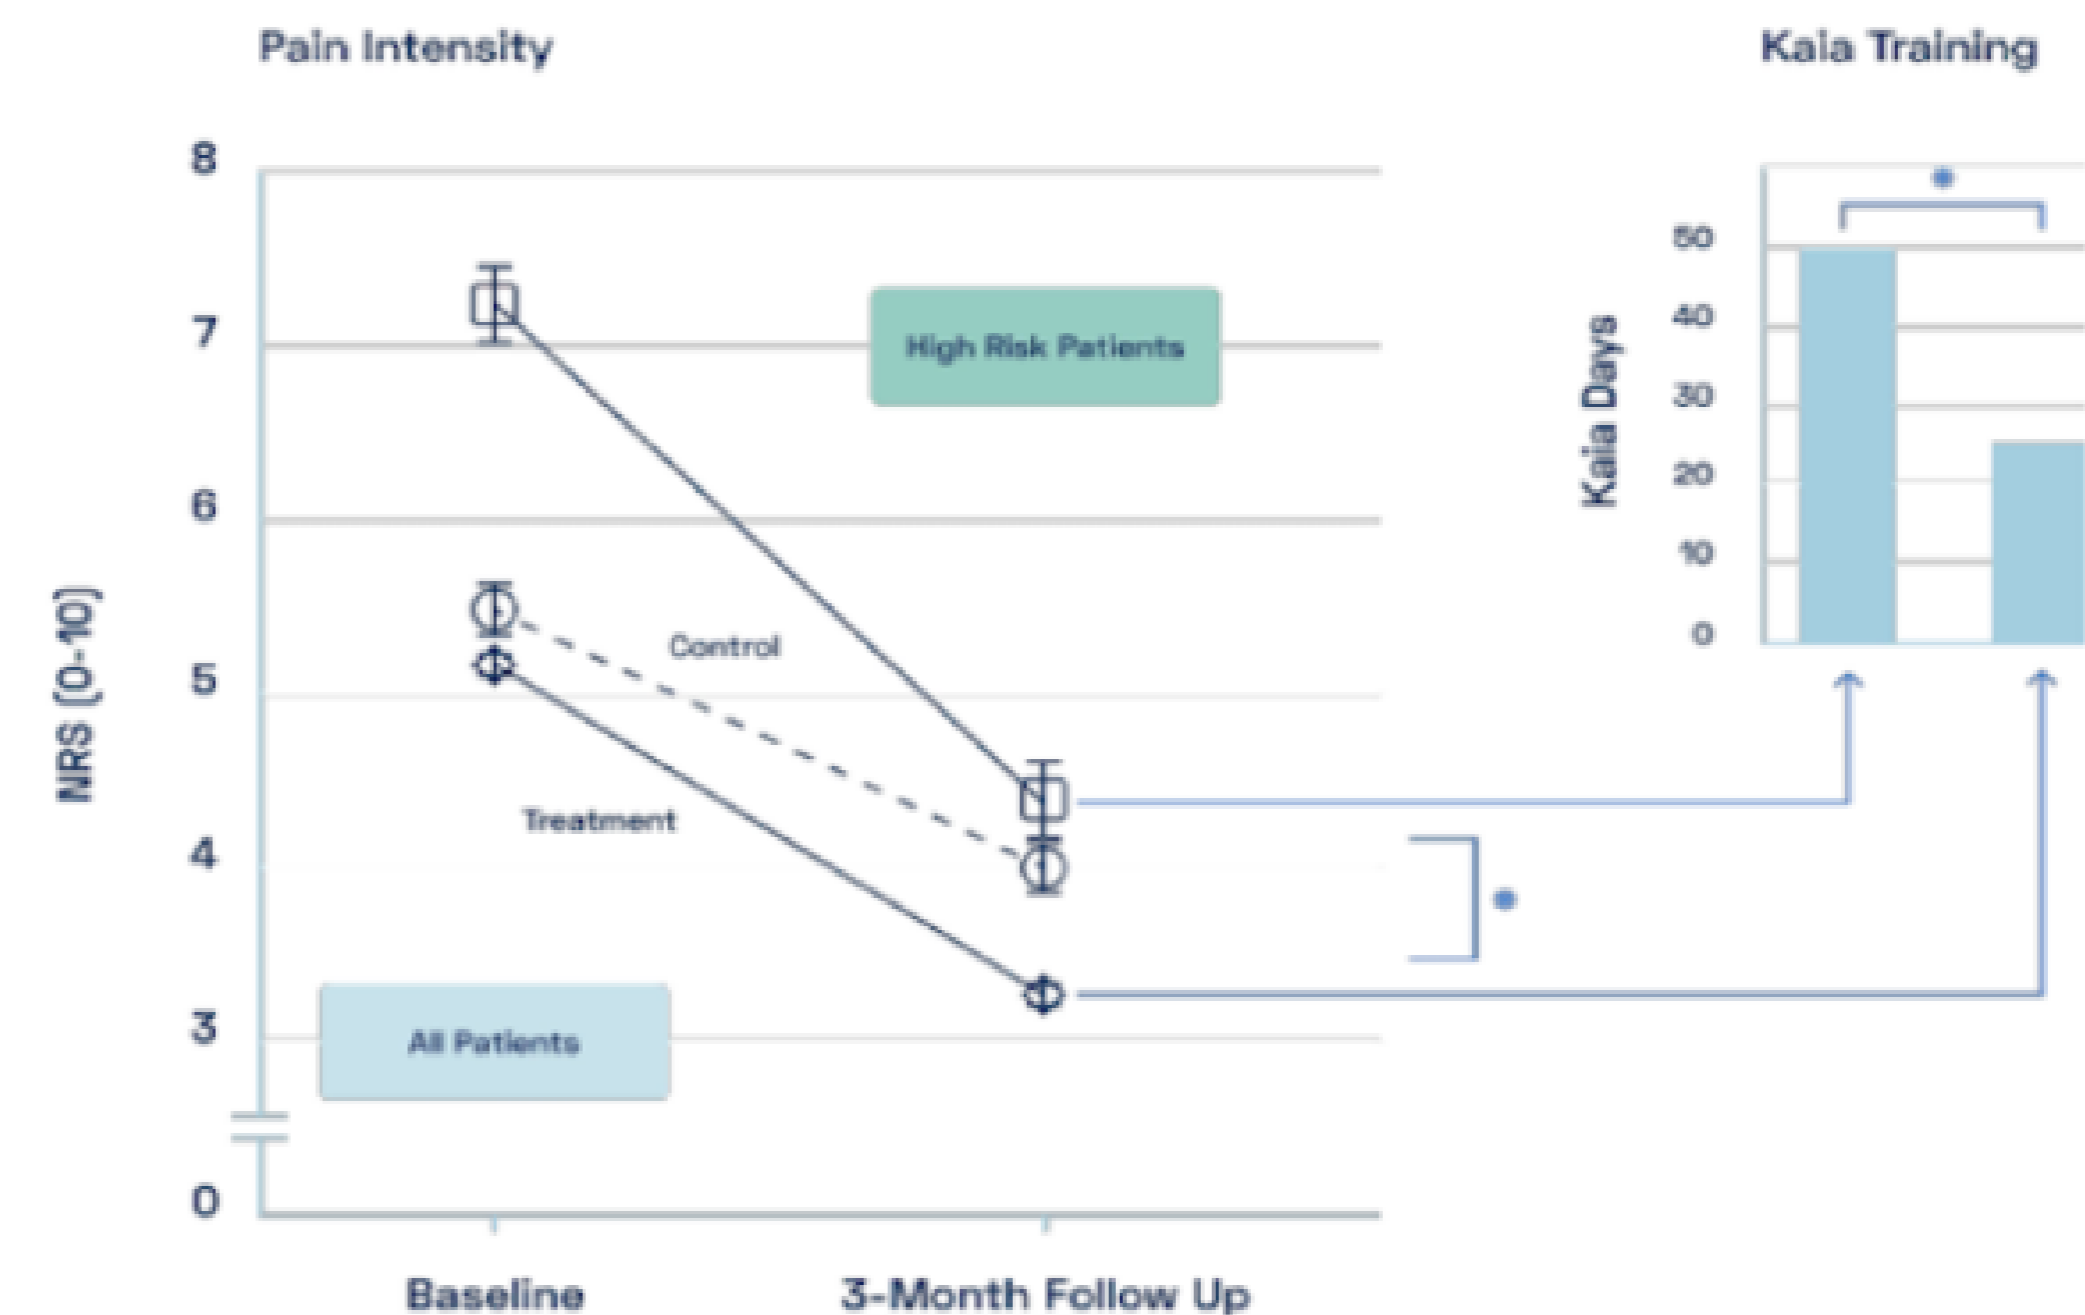 Pain Intensity
NRS (0-10)
8
7
6
5
4
3
0
High Risk Patients
Control
Treatment
All Patients
Baseline
3-Month Follow Up
Kaia Training
Kaia Days
50
40
30
20
10
0